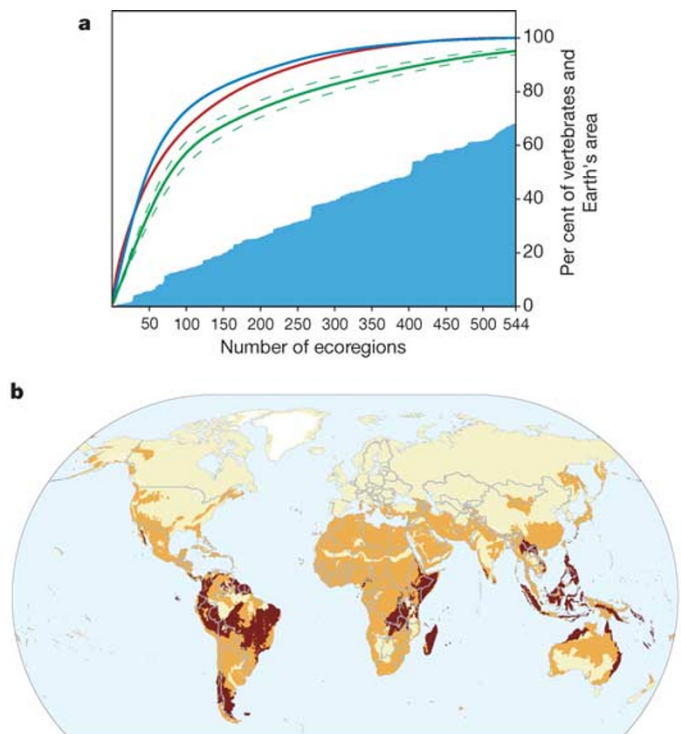 a
100
80
60
40
20
0
Per cent of vertebrates and
Earth's area
50 100 150 200 250 300 350 400 450 500 544
Number of ecoregions
b